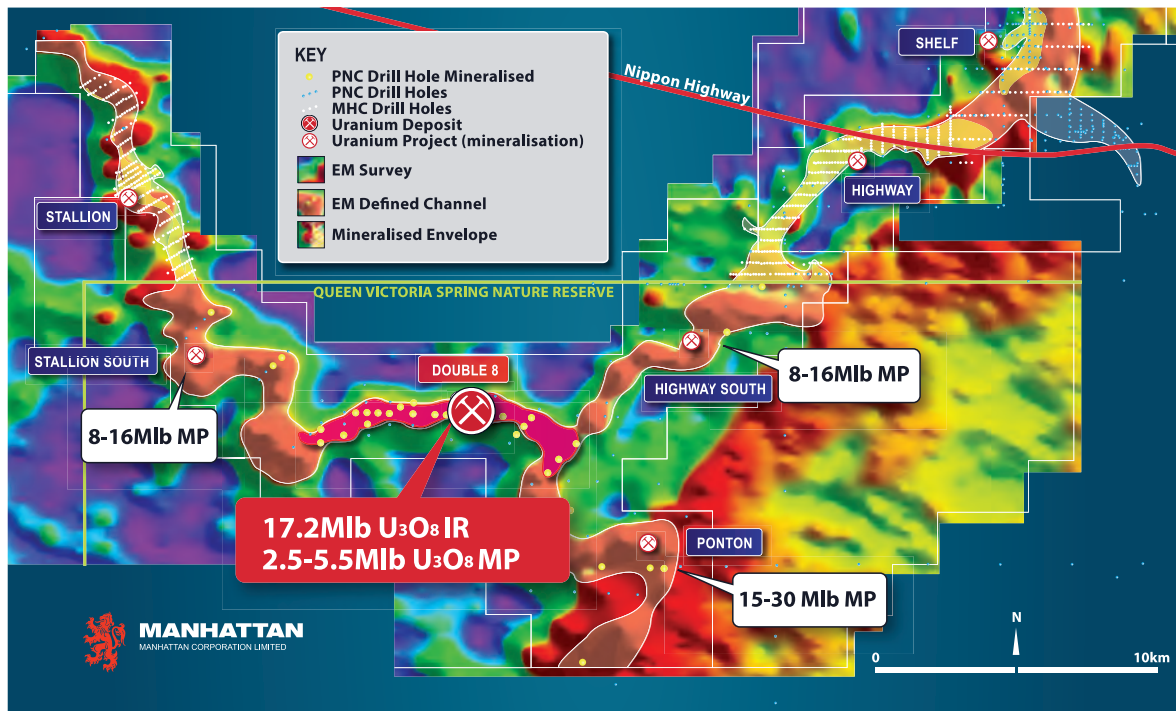 KEY
PNC Drill Hole Mineralised
PNC Drill Holes
MHC Drill Holes
Uranium Deposit
Uranium Project (mineralisation)
EM Survey
EM Defined Channel
Mineralised Envelope
SHELF
Nippon Highway
HIGHWAY
STALLION
QUEEN VICTORIA SPRING NATURE RESERVE
STALLION SOUTH
DOUBLE 8
HIGHWAY SOUTH
8-16Mlb MP
8-16Mlb MP
17.2Mlb U₃O₈ IR
2.5-5.5Mlb U₃O₈ MP
PONTON
15-30 Mlb MP
MANHATTAN
MANHATTAN CORPORATION LIMITED
N
0 10km